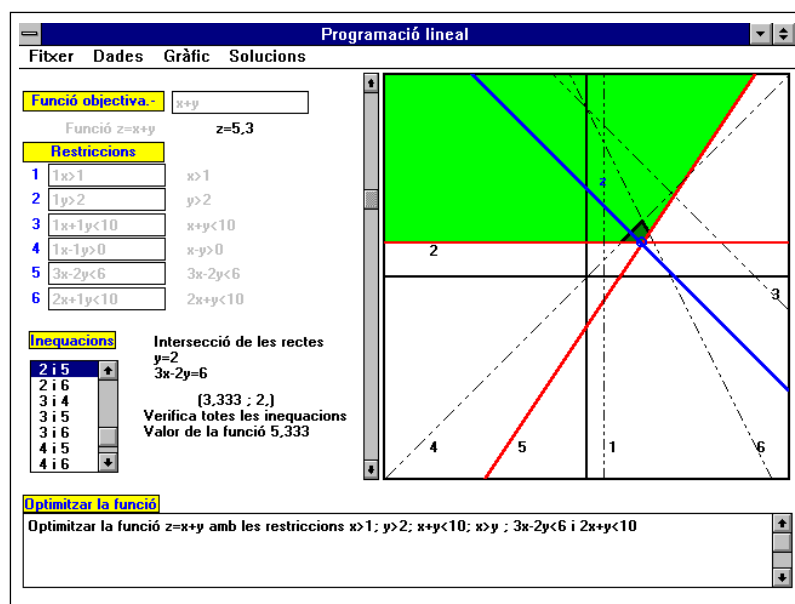 Programació lineal
Fitxer Dades Gràfic Solucions
Funció objectiva.- x+y
Funció z=x+y z=5,3
Restriccions
1 1x>1 x>1
2 1y>2 y>2
3 1x+1y<10 x+y<10
4 1x-1y>0 x-y>0
5 3x-2y<6 3x-2y<6
6 2x+1y<10 2x+y<10
Inequacions
2 i 5
2 i 6
3 i 4
3 i 5
3 i 6
4 i 5
4 i 6
Intersecció de les rectes
y=2
3x-2y=6
(3,333 ; 2,)
Verifica totes les inequacions
Valor de la funció 5,333
z
2
3
4 5 1 6
Optimitzar la funció
Optimitzar la funció z=x+y amb les restriccions x>1; y>2; x+y<10; x>y ; 3x-2y<6 i 2x+y<10